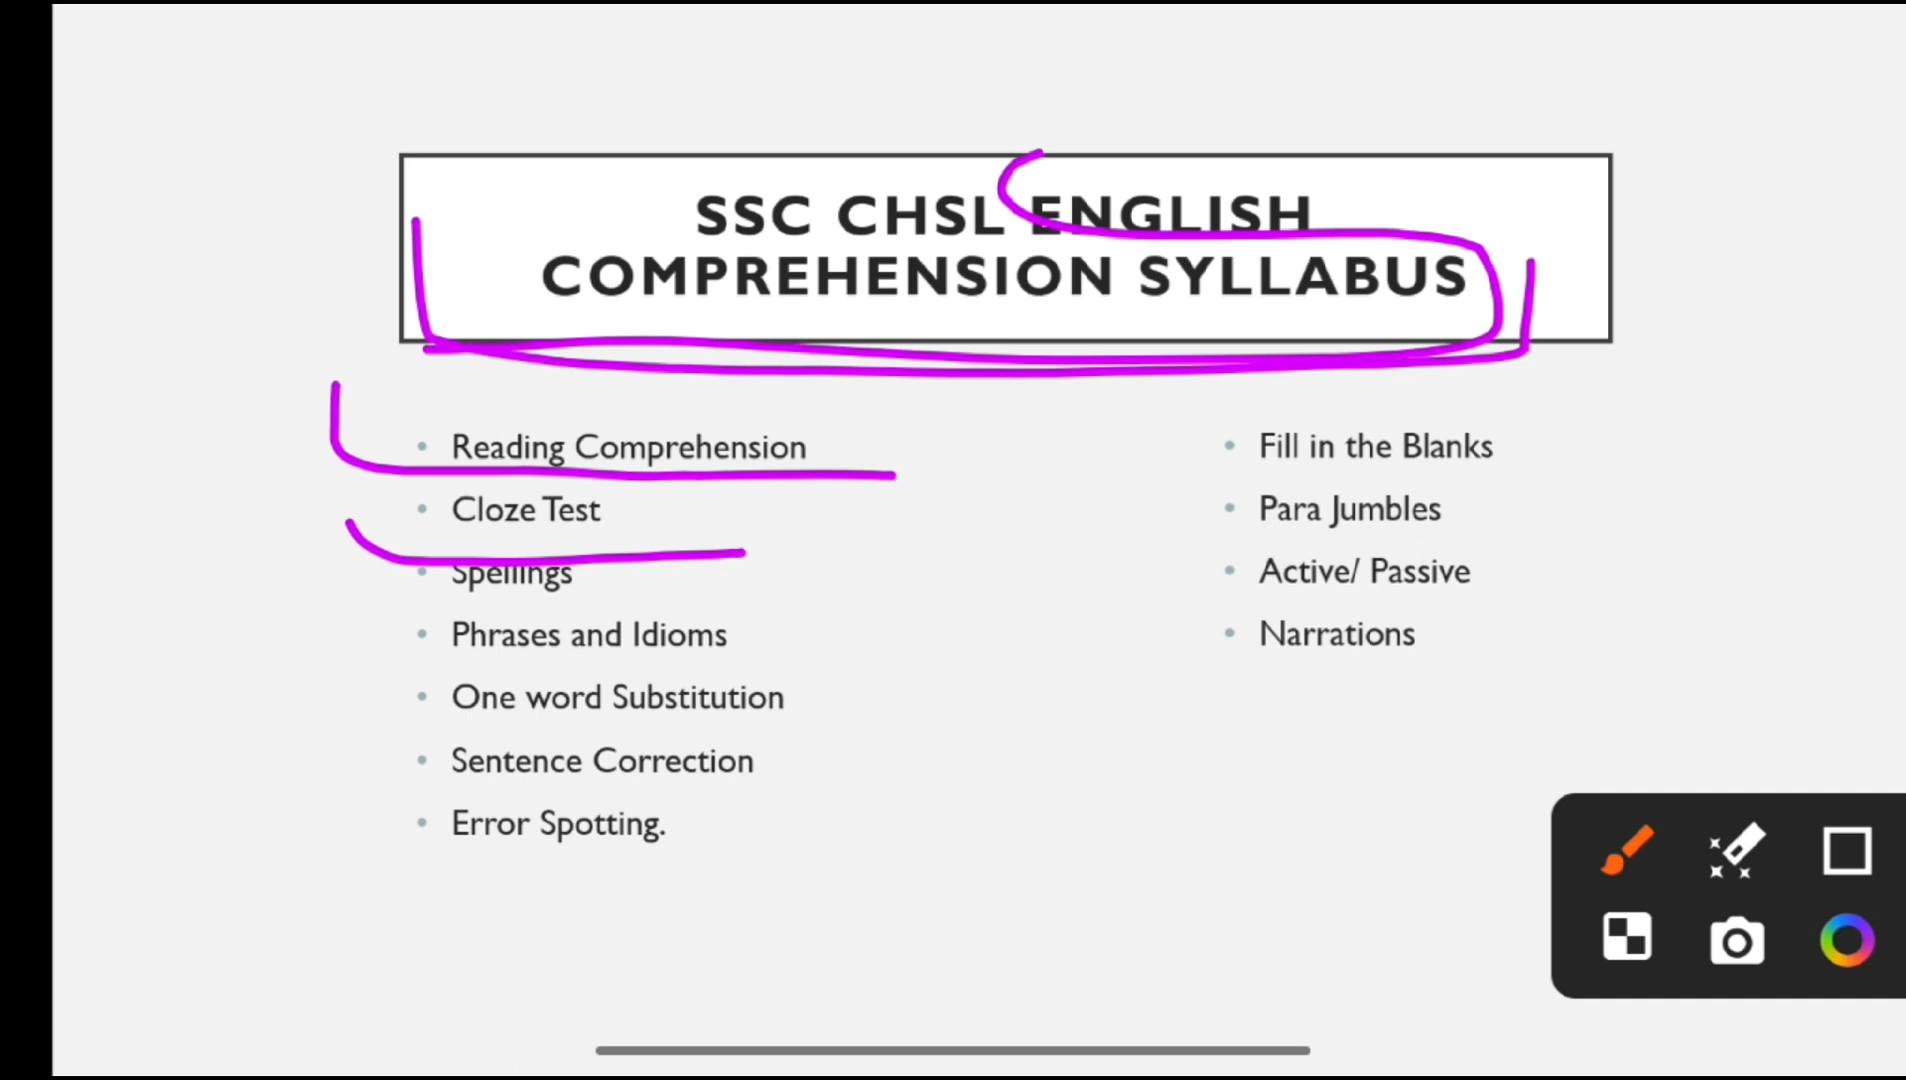 SSC CHSL ENGLISH
COMPREHENSION SYLLABUS
• Reading Comprehension
• Cloze Test
• Spellings
• Phrases and Idioms
• One word Substitution
• Sentence Correction
• Error Spotting.
• Fill in the Blanks
• Para Jumbles
• Active/ Passive
• Narrations